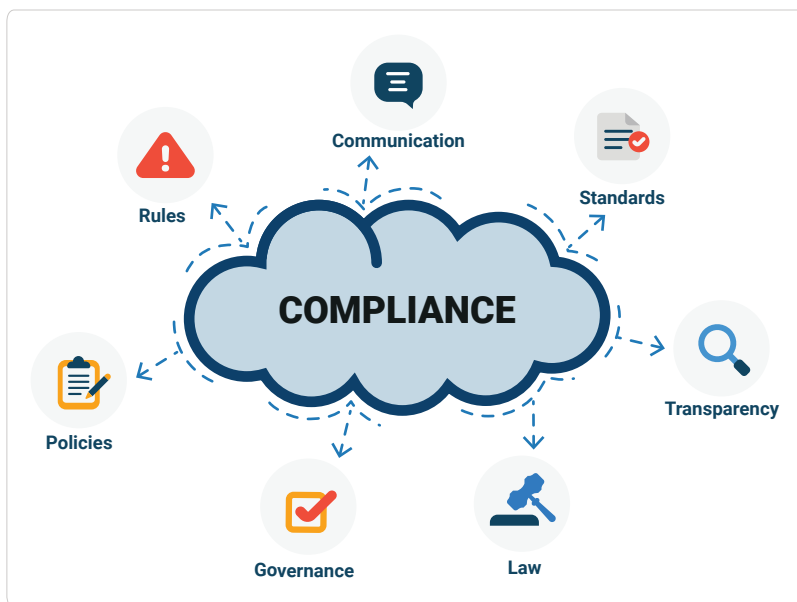 Communication
Standards
Rules
COMPLIANCE
Transparency
Policies
Law
Governance